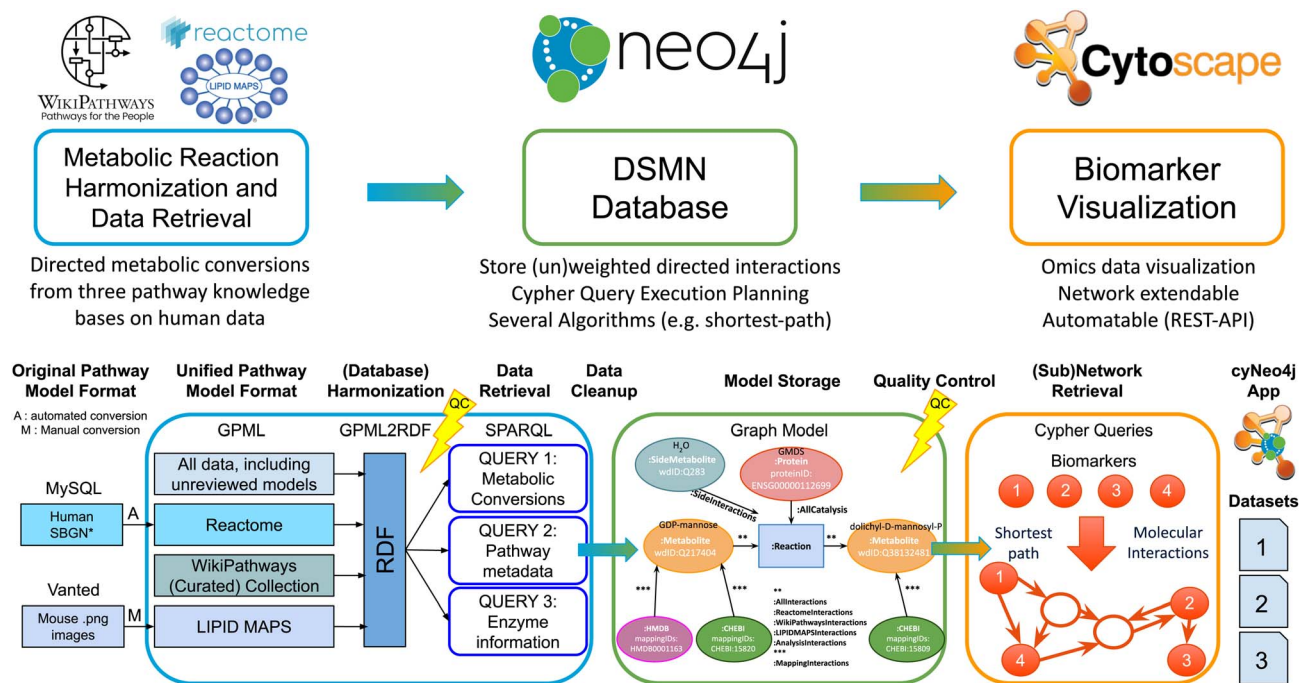 WIKIPATHWAYS
Pathways for the People
reactome
LIPID MAPS
®
neo4j
Cytoscape
Metabolic Reaction
Harmonization and
Data Retrieval
DSMN
Database
Biomarker
Visualization
Directed metabolic conversions
from three pathway knowledge
bases on human data
Store (un)weighted directed interactions
Cypher Query Execution Planning
Several Algorithms (e.g. shortest-path)
Omics data visualization
Network extendable
Automatable (REST-API)
Original Pathway
Model Format
A : automated conversion
M : Manual conversion
MySQL
Human
SBGN*
A
Vanted
Mouse .png
images
M
Unified Pathway
Model Format
GPML
All data, including
unreviewed models
Reactome
WikiPathways
(Curated) Collection
LIPID MAPS
(Database)
Harmonization
GPML2RDF
RDF
QC
Data
Retrieval
SPARQL
QUERY 1:
Metabolic
Conversions
QUERY 2:
Pathway
metadata
QUERY 3:
Enzyme
information
Data
Cleanup
Model Storage
Graph Model
H2O
:SideMetabolite
wdID:Q283
GMDS
:Protein
proteinID:
ENSG00000112699
:SideInteractions
:AllCatalysis
GDP-mannose
:Metabolite
wdID:Q217404
**
:Reaction
**
dolichyl-D-mannosyl-P
:Metabolite
wdID:Q38132481
***
***
***
:HMDB
mappingIDs:
HMDB0001163
:CHEBI
mappingIDs:
CHEBI:15820
**
:AllInteractions
:ReactomeInteractions
:WikiPathwaysInteractions
:LIPIDMAPSInteractions
:AnalysisInteractions
***
:MappingInteractions
:CHEBI
mappingIDs:
CHEBI:15809
Quality Control
QC
(Sub)Network
Retrieval
Cypher Queries
Biomarkers
1
2
3
4
Shortest
path
Molecular
Interactions
1
2
4
3
cyNeo4j
App
Datasets
1
2
3